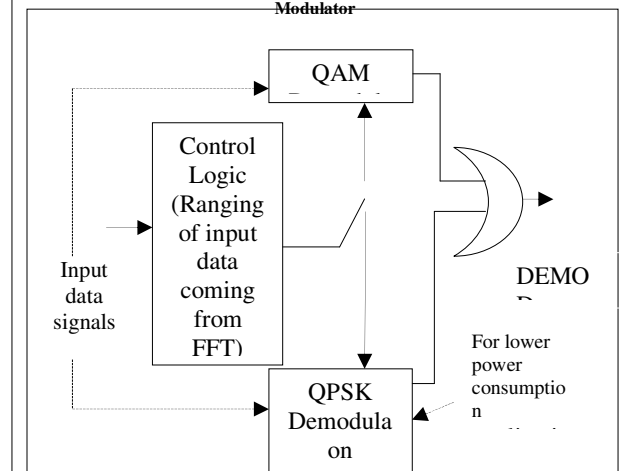 Modulator
QAM
Control
Logic
(Ranging
of input
data
coming
from
FFT)
Input
data
signals
DEMO
For lower
power
consumptio
n
QPSK
Demodula
on